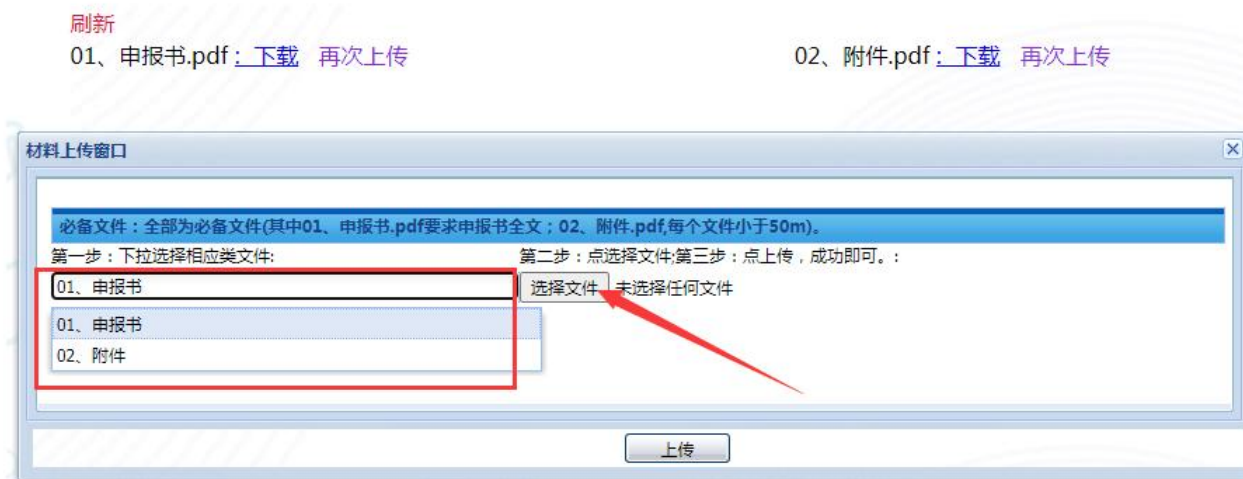 刷新
01、申报书.pdf：下载 再次上传 02、附件.pdf：下载 再次上传
材料上传窗口
必备文件：全部为必备文件(其中01、申报书.pdf要求申报书全文；02、附件.pdf,每个文件小于50m)。
第一步：下拉选择相应类文件: 第二步：点选择文件;第三步：点上传，成功即可。:
01、申报书 选择文件 未选择任何文件
01、申报书
02、附件
上传